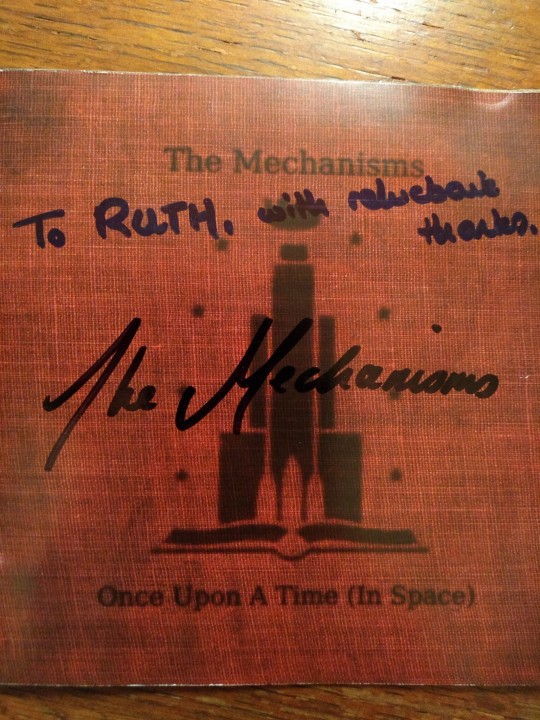 The Mechanisms
To RUTH. with reluctant
thanks.
The Mechanisms
Once Upon A Time (In Space)